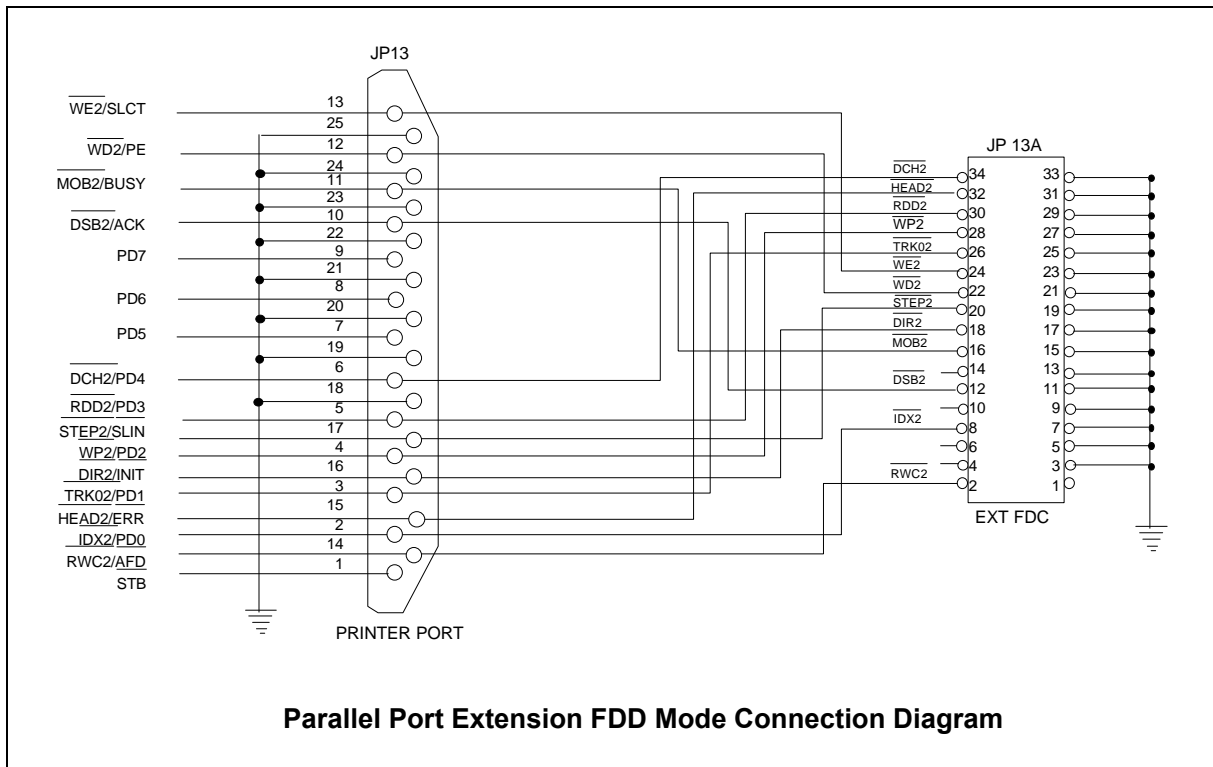 JP13
WE2/SLCT
WD2/PE
MOB2/BUSY
DSB2/ACK
PD7
PD6
PD5
DCH2/PD4
RDD2/PD3
STEP2/SLIN
WP2/PD2
DIR2/INIT
TRK02/PD1
HEAD2/ERR
IDX2/PD0
RWC2/AFD
STB
13
25
12
24
11
23
10
22
9
21
8
20
7
19
6
18
5
17
4
16
3
15
2
14
1
PRINTER PORT
JP 13A
DCH2
HEAD2
RDD2
WP2
TRK02
WE2
WD2
STEP2
DIR2
MOB2
DSB2
IDX2
RWC2
34 33
32 31
30 29
28 27
26 25
24 23
22 21
20 19
18 17
16 15
14 13
12 11
10 9
8 7
6 5
4 3
2 1
EXT FDC
Parallel Port Extension FDD Mode Connection Diagram